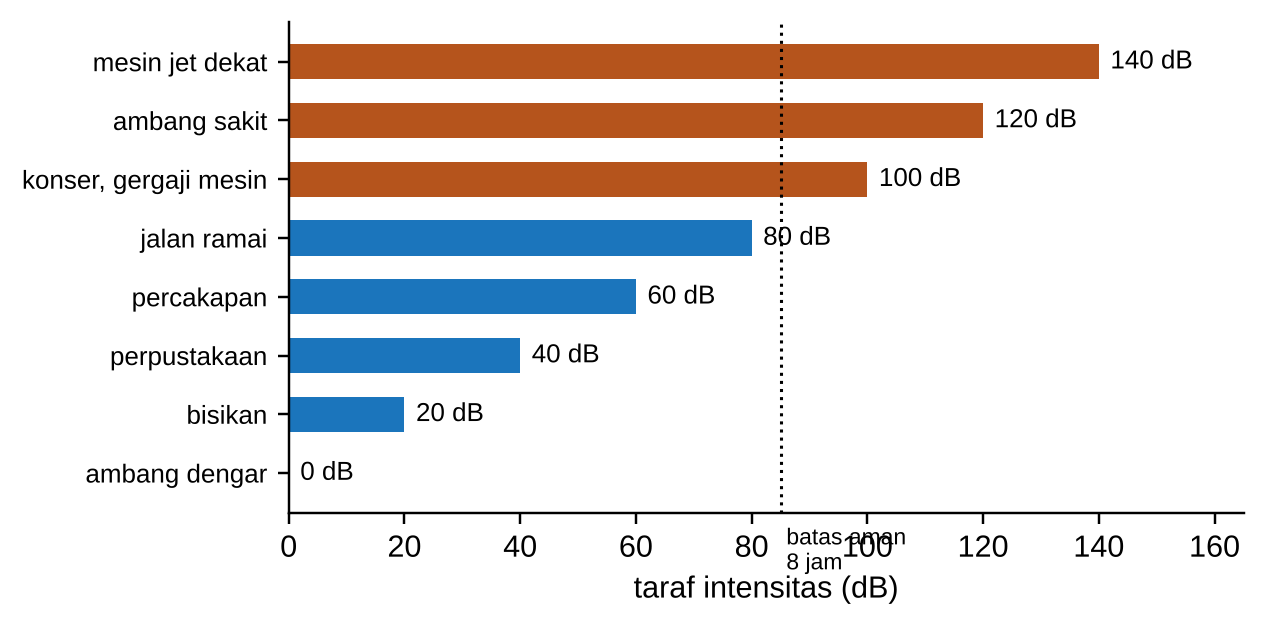 mesin jet dekat 140 dB
ambang sakit 120 dB
konser, gergaji mesin 100 dB
jalan ramai 80 dB
percakapan 60 dB
perpustakaan 40 dB
bisikan 20 dB
ambang dengar 0 dB
0 20 40 60 80 100 120 140 160
batas aman
8 jam
taraf intensitas (dB)